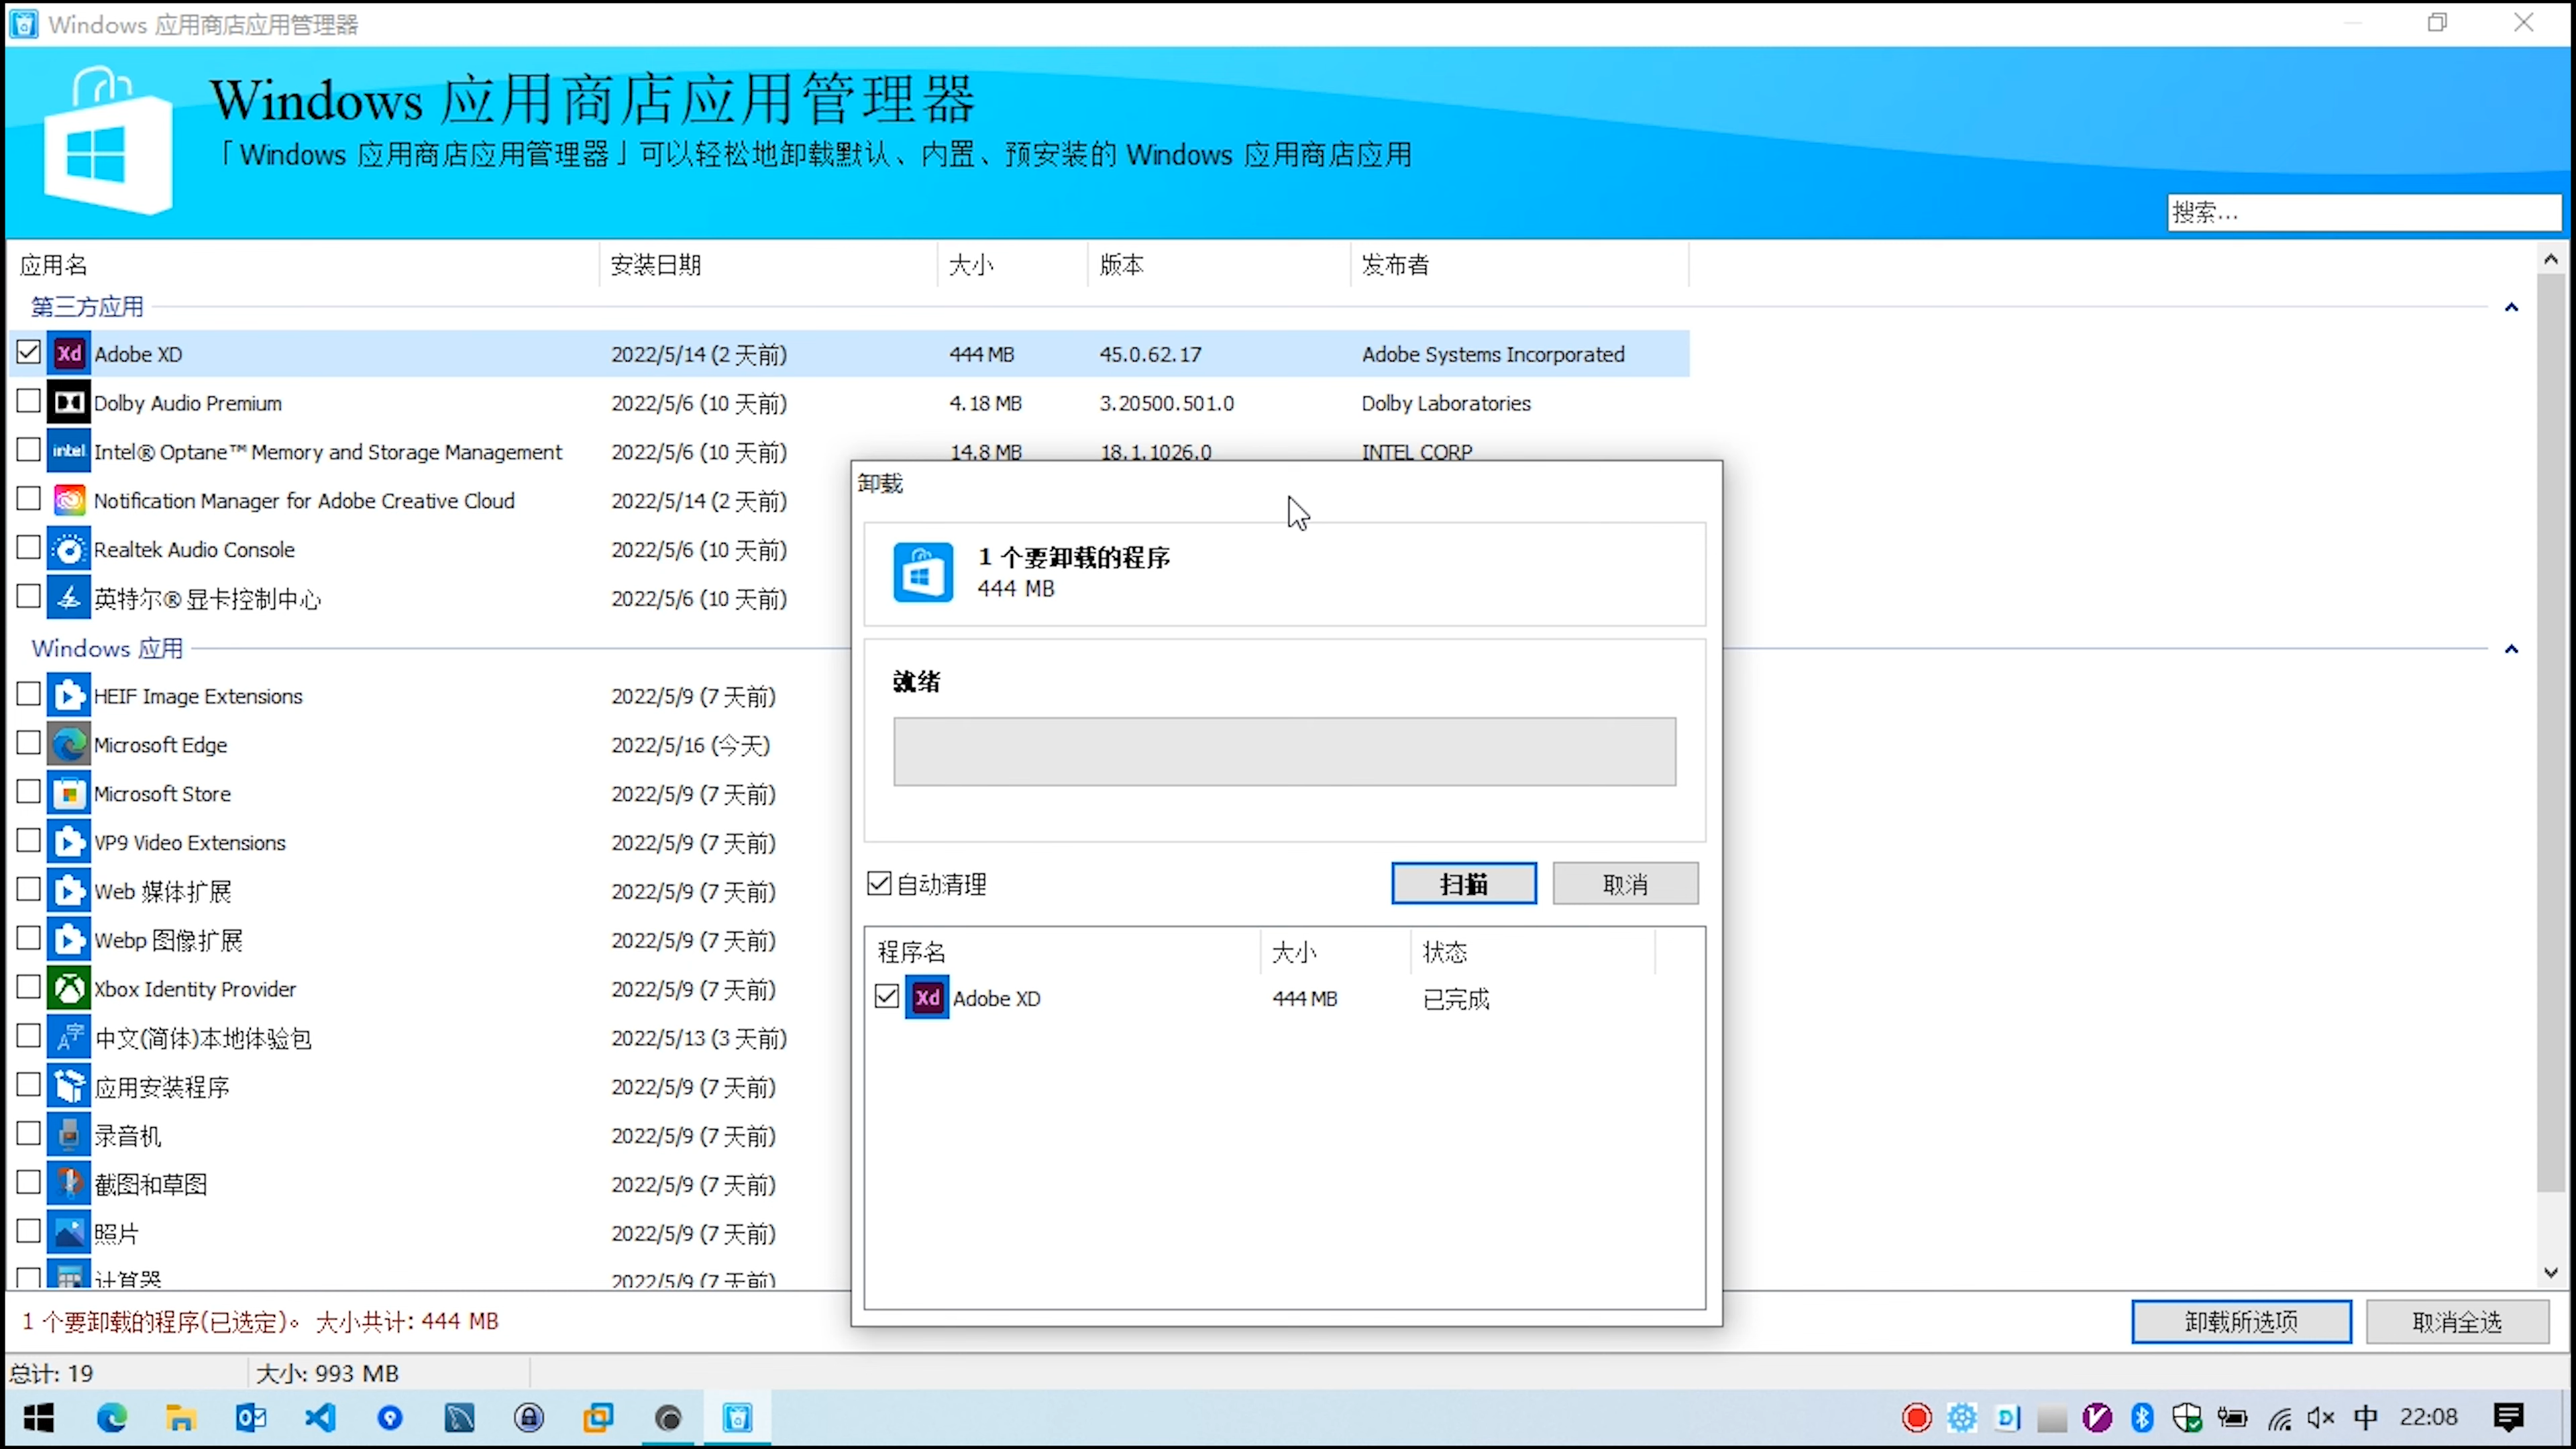 Windows 应用商店应用管理器
Windows 应用商店应用管理器
「Windows 应用商店应用管理器」可以轻松地卸载默认、内置、预安装的 Windows 应用商店应用
搜索...
应用名 安装日期 大小 版本 发布者
第三方应用
Xd Adobe XD 2022/5/14 (2 天前) 444 MB 45.0.62.17 Adobe Systems Incorporated
Dolby Audio Premium 2022/5/6 (10 天前) 4.18 MB 3.20500.501.0 Dolby Laboratories
intel. Intel® Optane™ Memory and Storage Management 2022/5/6 (10 天前) 14.8 MB 18.1.1026.0 INTEL CORP
Notification Manager for Adobe Creative Cloud 2022/5/14 (2 天前)
Realtek Audio Console 2022/5/6 (10 天前)
英特尔® 显卡控制中心 2022/5/6 (10 天前)
Windows 应用
HEIF Image Extensions 2022/5/9 (7 天前)
Microsoft Edge 2022/5/16 (今天)
Microsoft Store 2022/5/9 (7 天前)
VP9 Video Extensions 2022/5/9 (7 天前)
Web 媒体扩展 2022/5/9 (7 天前)
Webp 图像扩展 2022/5/9 (7 天前)
Xbox Identity Provider 2022/5/9 (7 天前)
A字 中文(简体)本地体验包 2022/5/13 (3 天前)
应用安装程序 2022/5/9 (7 天前)
录音机 2022/5/9 (7 天前)
截图和草图 2022/5/9 (7 天前)
照片 2022/5/9 (7 天前)
计算器 2022/5/9 (7 天前)
卸载
1 个要卸载的程序
444 MB
就绪
自动清理 扫描 取消
程序名 大小 状态
Xd Adobe XD 444 MB 已完成
1 个要卸载的程序(已选定)。 大小共计: 444 MB
卸载所选项 取消全选
总计: 19 大小: 993 MB
中 22:08